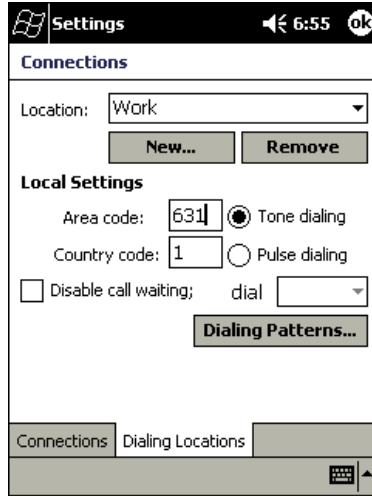 Settings 6:55 ok
Connections
Location: Work
New... Remove
Local Settings
Area code: 631 Tone dialing
Country code: 1 Pulse dialing
Disable call waiting; dial
Dialing Patterns...
Connections Dialing Locations